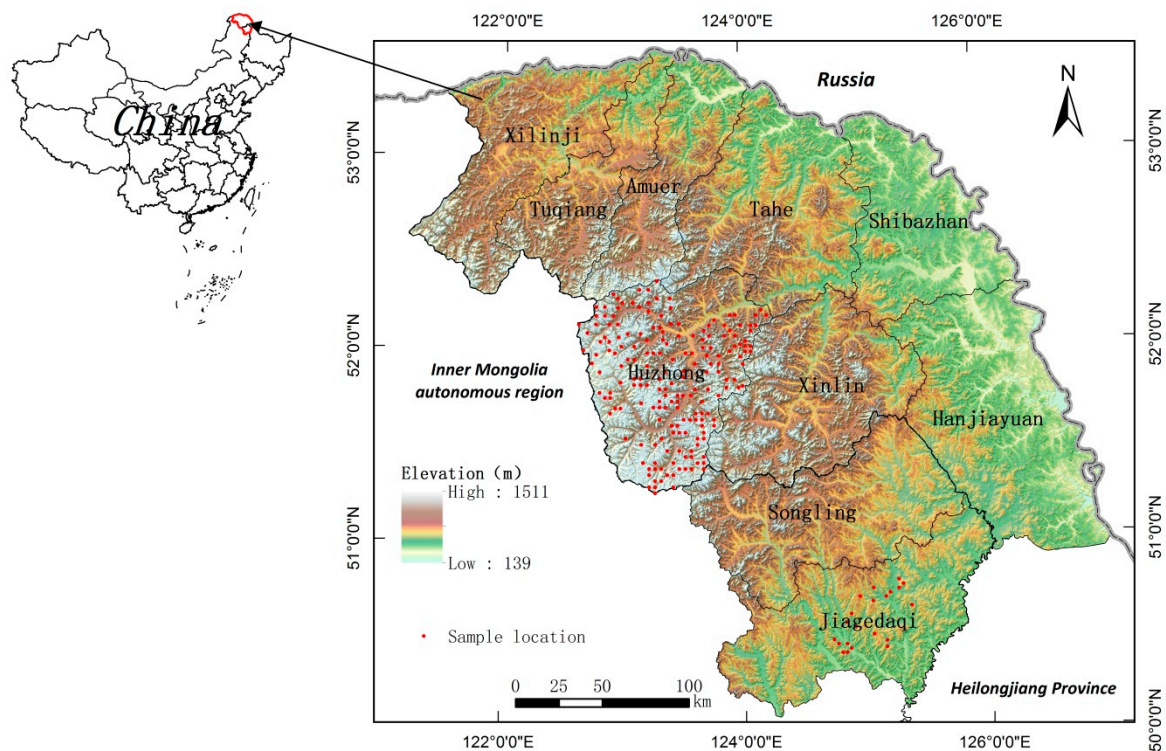 China
122°0'0"E
124°0'0"E
126°0'0"E
Russia
N
53°0'0"N
53°0'0"N
Xilinji
Amuer
Tuqiang
Tahe
Shibazhan
52°0'0"N
52°0'0"N
Inner Mongolia
autonomous region
Huzhong
Xinlin
Hanjiayuan
Elevation (m)
High : 1511
Low : 139
51°0'0"N
51°0'0"N
Songling
Jiagedaqi
Sample location
0 25 50 100
km
Heilongjiang Province
50°0'0"N
122°0'0"E
124°0'0"E
126°0'0"E